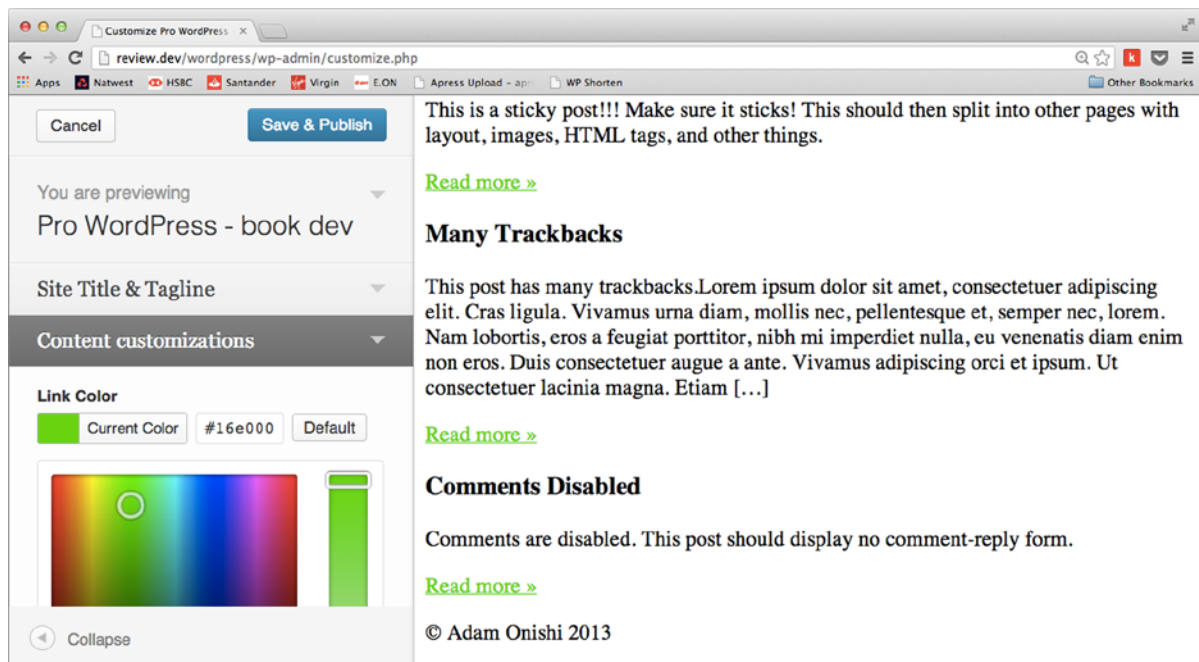 Customize Pro WordPress
review.dev/wordpress/wp-admin/customize.php
Apps Natwest HSBC Santander Virgin E.ON Apress Upload - apr WP Shorten Other Bookmarks
Cancel
Save & Publish
You are previewing
Pro WordPress - book dev
Site Title & Tagline
Content customizations
Link Color
Current Color #16e000 Default
Collapse
This is a sticky post!!! Make sure it sticks! This should then split into other pages with
layout, images, HTML tags, and other things.
Read more »
Many Trackbacks
This post has many trackbacks.Lorem ipsum dolor sit amet, consectetuer adipiscing
elit. Cras ligula. Vivamus urna diam, mollis nec, pellentesque et, semper nec, lorem.
Nam lobortis, eros a feugiat porttitor, nibh mi imperdiet nulla, eu venenatis diam enim
non eros. Duis consectetuer augue a ante. Vivamus adipiscing orci et ipsum. Ut
consectetuer lacinia magna. Etiam […]
Read more »
Comments Disabled
Comments are disabled. This post should display no comment-reply form.
Read more »
© Adam Onishi 2013